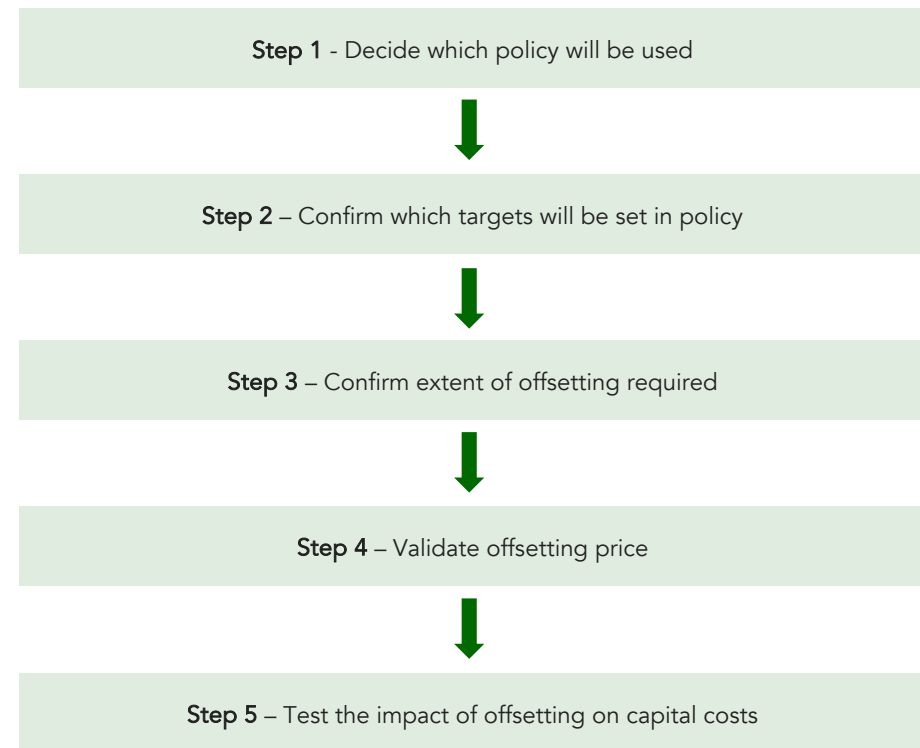 Step 1 - Decide which policy will be used
Step 2 – Confirm which targets will be set in policy
Step 3 – Confirm extent of offsetting required
Step 4 – Validate offsetting price
Step 5 – Test the impact of offsetting on capital costs